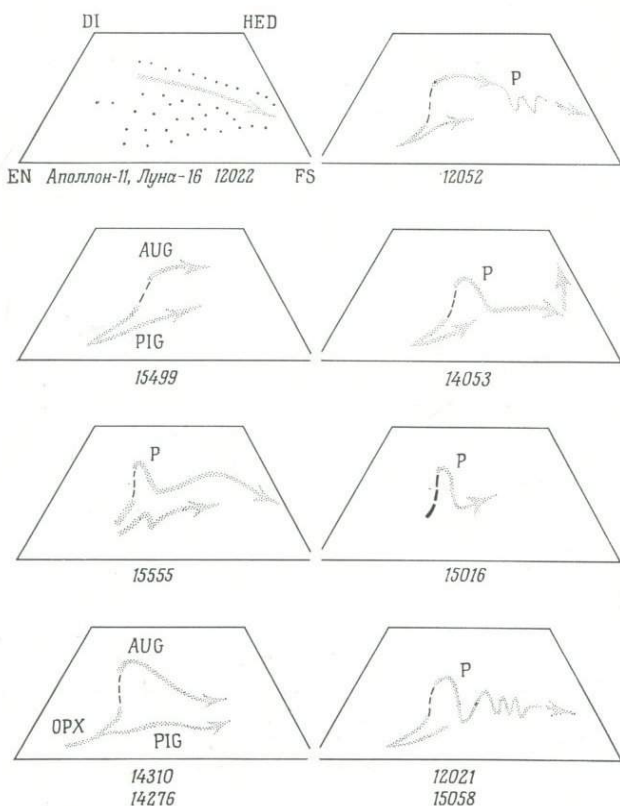 DI HED
P
EN Аполлон-11, Луна-16 12022 FS
12052
AUG
P
PIG
15499
14053
P
P
15555
15016
AUG
P
OPX
PIG
14310
14276
12021
15058